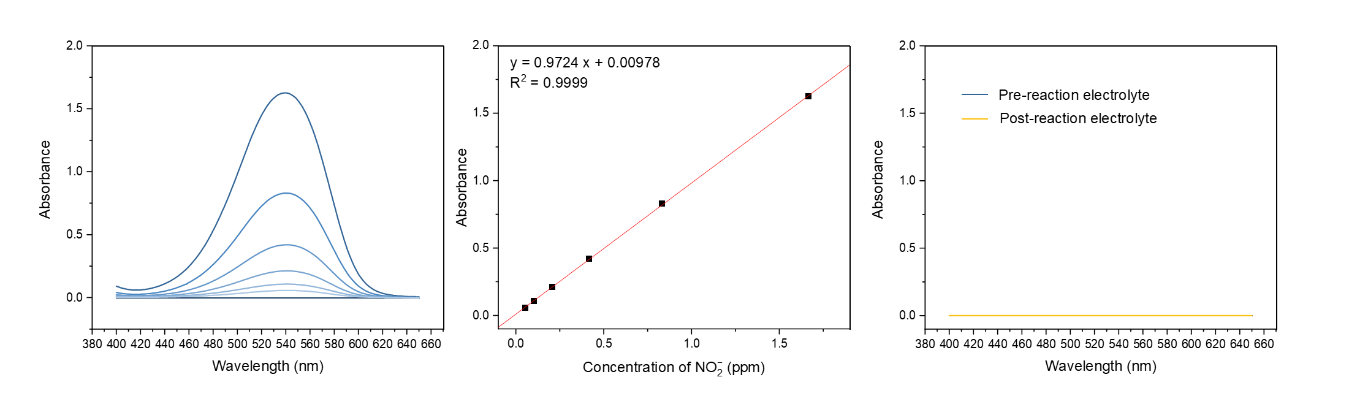 2.0
1.5
1.0
0.5
0.0
Absorbance
380 400 420 440 460 480 500 520 540 560 580 600 620 640 660
Wavelength (nm)
y = 0.9724 x + 0.00978
R² = 0.9999
2.0
1.5
1.0
0.5
0.0
Absorbance
0.0 0.5 1.0 1.5
Concentration of NO₂⁻ (ppm)
Pre-reaction electrolyte
Post-reaction electrolyte
2.0
1.5
1.0
0.5
0.0
Absorbance
380 400 420 440 460 480 500 520 540 560 580 600 620 640 660
Wavelength (nm)